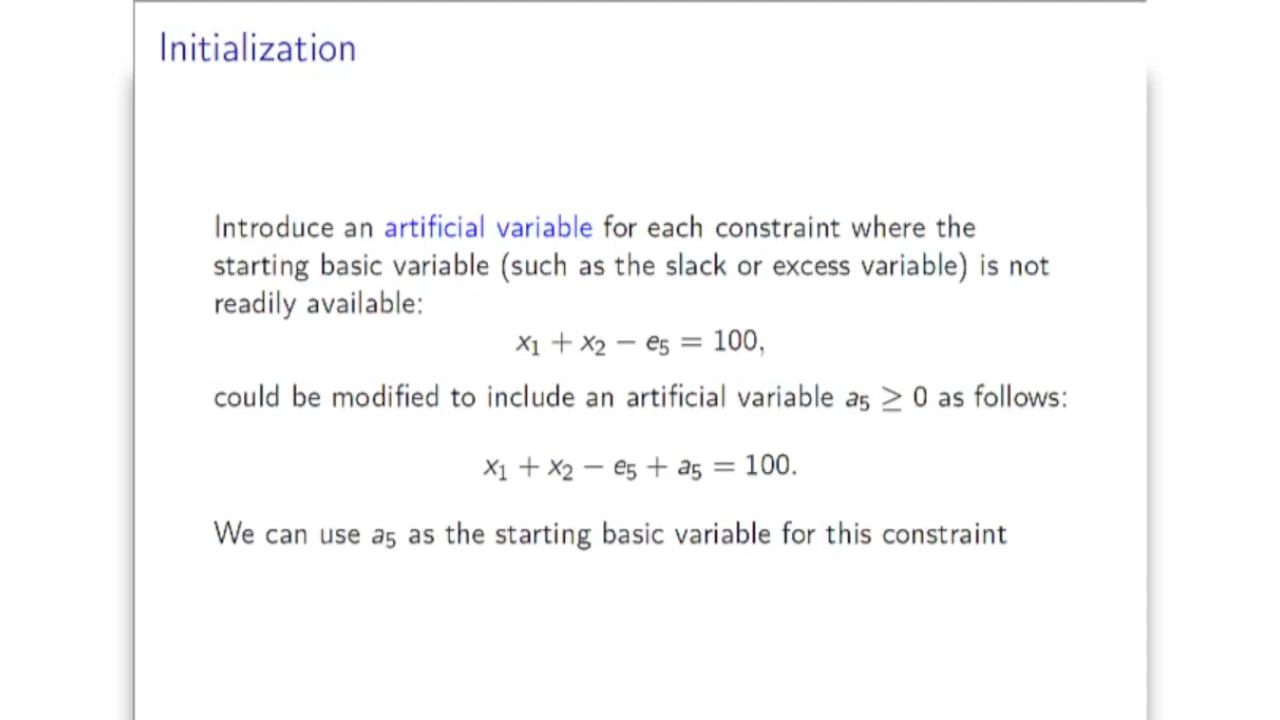 Initialization
Introduce an artificial variable for each constraint where the
starting basic variable (such as the slack or excess variable) is not
readily available:
x₁ + x₂ − e₅ = 100,
could be modified to include an artificial variable a₅ ≥ 0 as follows:
x₁ + x₂ − e₅ + a₅ = 100.
We can use a₅ as the starting basic variable for this constraint